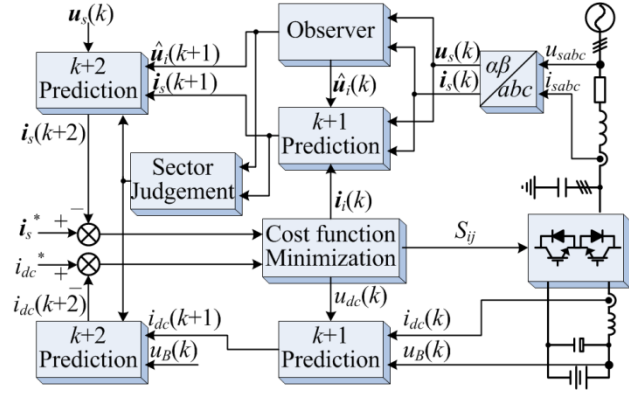 u_s(k)
k+2
Prediction
û_i(k+1)
i_s(k+1)
Observer
û_i(k)
u_s(k)
i_s(k)
αβ
abc
u_sabc
i_sabc
k+1
Prediction
i_s(k+2)
Sector
Judgement
i_i(k)
i_s*
+
−
Cost function
Minimization
S_ij
i_dc*
+
−
i_dc(k+2)
u_dc(k)
k+2
Prediction
i_dc(k+1)
u_B(k)
k+1
Prediction
i_dc(k)
u_B(k)